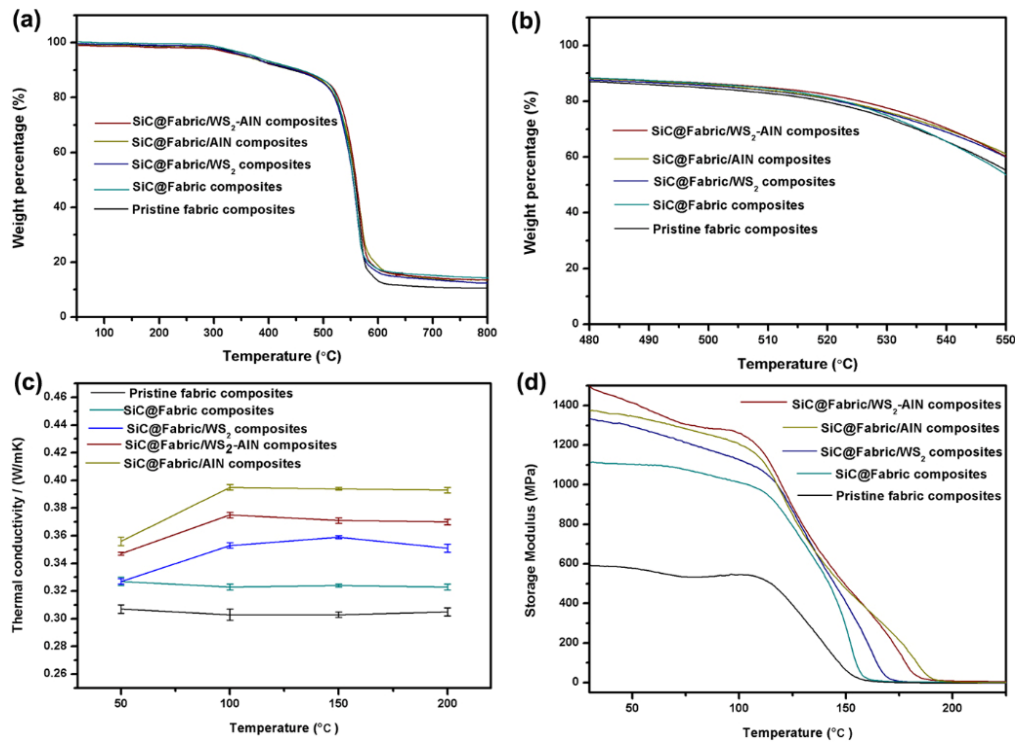 (a)
Weight percentage (%)
100
80
60
40
20
0
SiC@Fabric/WS2-AlN composites
SiC@Fabric/AlN composites
SiC@Fabric/WS2 composites
SiC@Fabric composites
Pristine fabric composites
100 200 300 400 500 600 700 800
Temperature (°C)
(b)
Weight percentage (%)
100
80
60
40
20
0
SiC@Fabric/WS2-AlN composites
SiC@Fabric/AlN composites
SiC@Fabric/WS2 composites
SiC@Fabric composites
Pristine fabric composites
480 490 500 510 520 530 540 550
Temperature (°C)
(c)
Thermal conductivity / (W/mK)
0.46
0.44
0.42
0.40
0.38
0.36
0.34
0.32
0.30
0.28
0.26
Pristine fabric composites
SiC@Fabric composites
SiC@Fabric/WS2 composites
SiC@Fabric/WS2-AlN composites
SiC@Fabric/AlN composites
50 100 150 200
Temperature (°C)
(d)
Storage Modulus (MPa)
1400
1200
1000
800
600
400
200
0
SiC@Fabric/WS2-AlN composites
SiC@Fabric/AlN composites
SiC@Fabric/WS2 composites
SiC@Fabric composites
Pristine fabric composites
50 100 150 200
Temperature (°C)